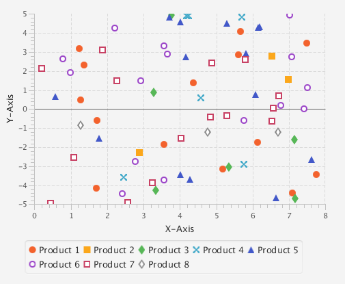 5
4
3
2
1
0
-1
-2
-3
-4
-5
Y-Axis
0 1 2 3 4 5 6 7 8
X-Axis
Product 1 Product 2 Product 3 Product 4 Product 5
Product 6 Product 7 Product 8